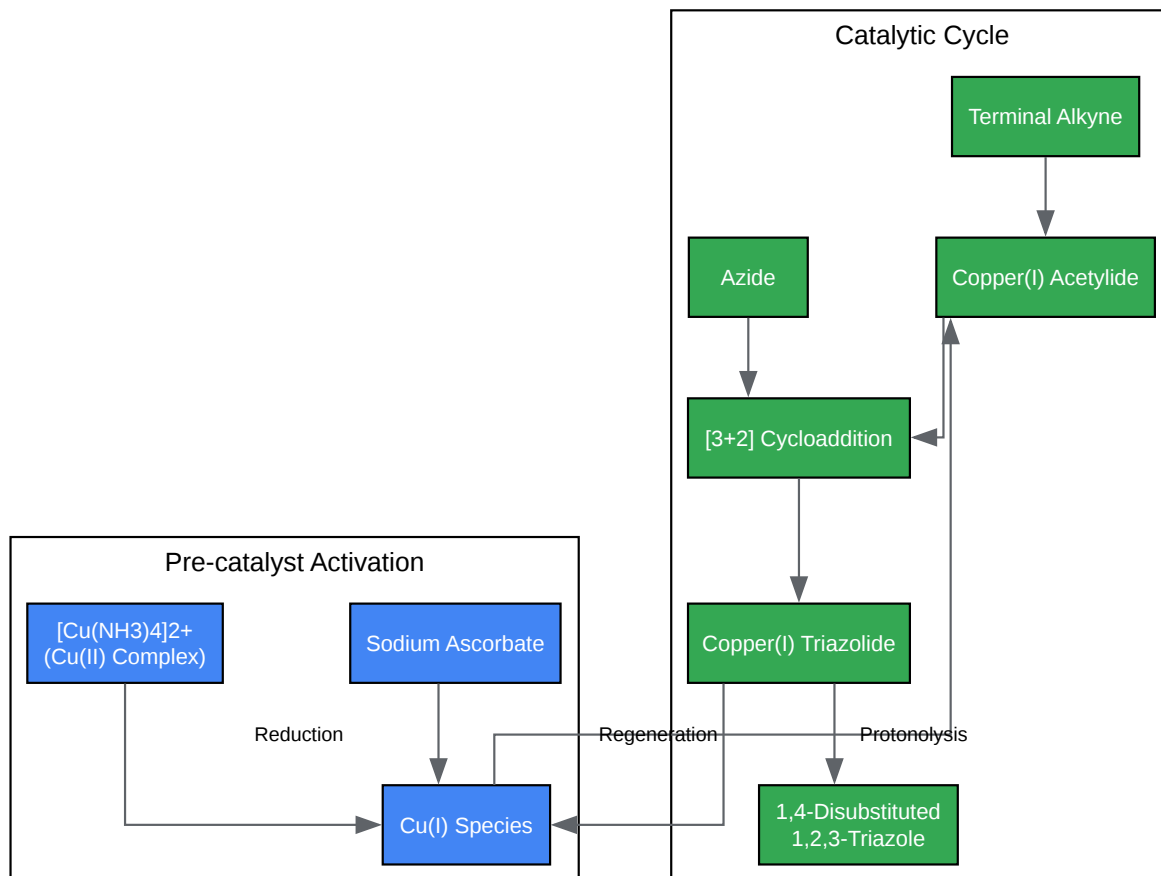 Catalytic Cycle
Terminal Alkyne
Azide
Copper(I) Acetylide
[3+2] Cycloaddition
Pre-catalyst Activation
[Cu(NH3)4]2+
(Cu(II) Complex)
Sodium Ascorbate
Copper(I) Triazolide
Reduction
Regeneration
Protonolysis
Cu(I) Species
1,4-Disubstituted
1,2,3-Triazole